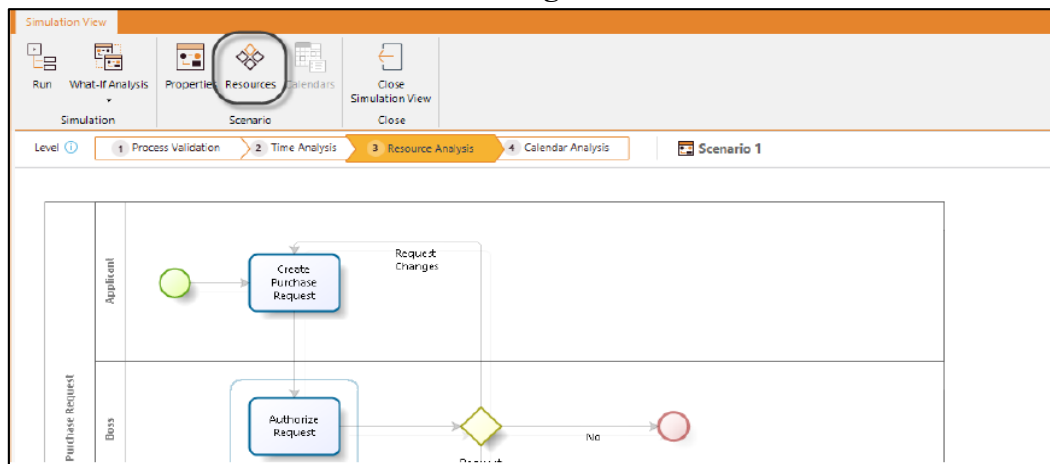 Simulation View
Run
What-If Analysis
Properties
Resources
Calendars
Close
Simulation View
Simulation
Scenario
Close
Level
1 Process Validation
2 Time Analysis
3 Resource Analysis
4 Calendar Analysis
Scenario 1
Request
Changes
Create
Purchase
Request
Applicant
Authorize
Request
No
Boss
Purchase Request